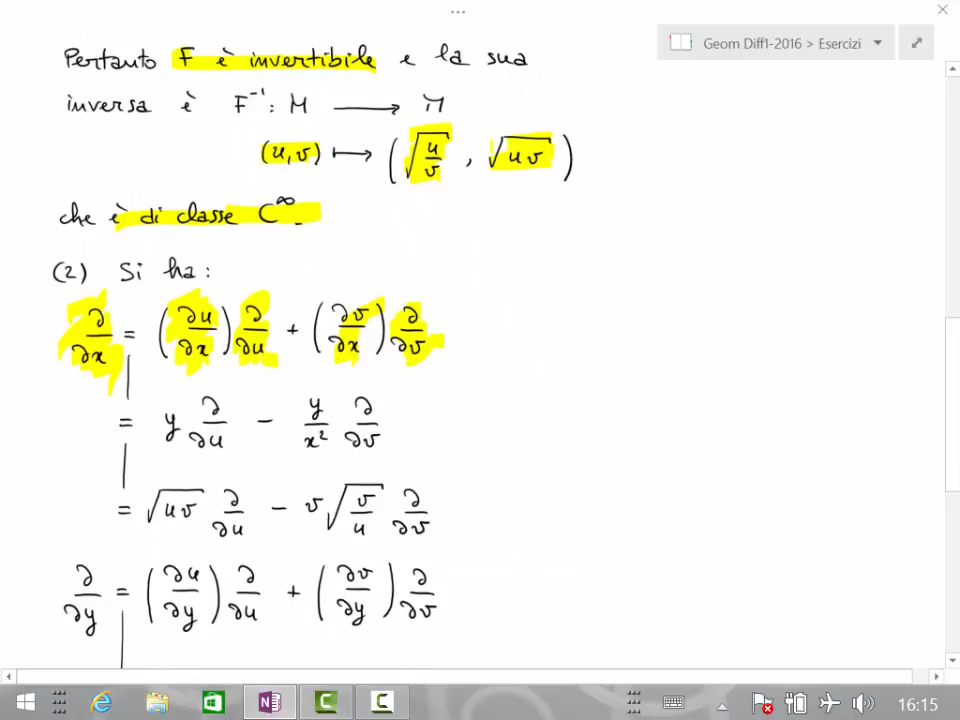 ...
Geom Diff1-2016 > Esercizi
Pertanto F è invertibile e la sua
inversa è F⁻¹: M ⟶ M
(u,v) ⟼ (√(u/v), √(uv))
che è di classe C^∞.
(2) Si ha:
∂/∂x = (∂u/∂x) ∂/∂u + (∂v/∂x) ∂/∂v
= y ∂/∂u - y/x² ∂/∂v
= √(uv) ∂/∂u - v √(v/u) ∂/∂v
∂/∂y = (∂u/∂y) ∂/∂u + (∂v/∂y) ∂/∂v
16:15